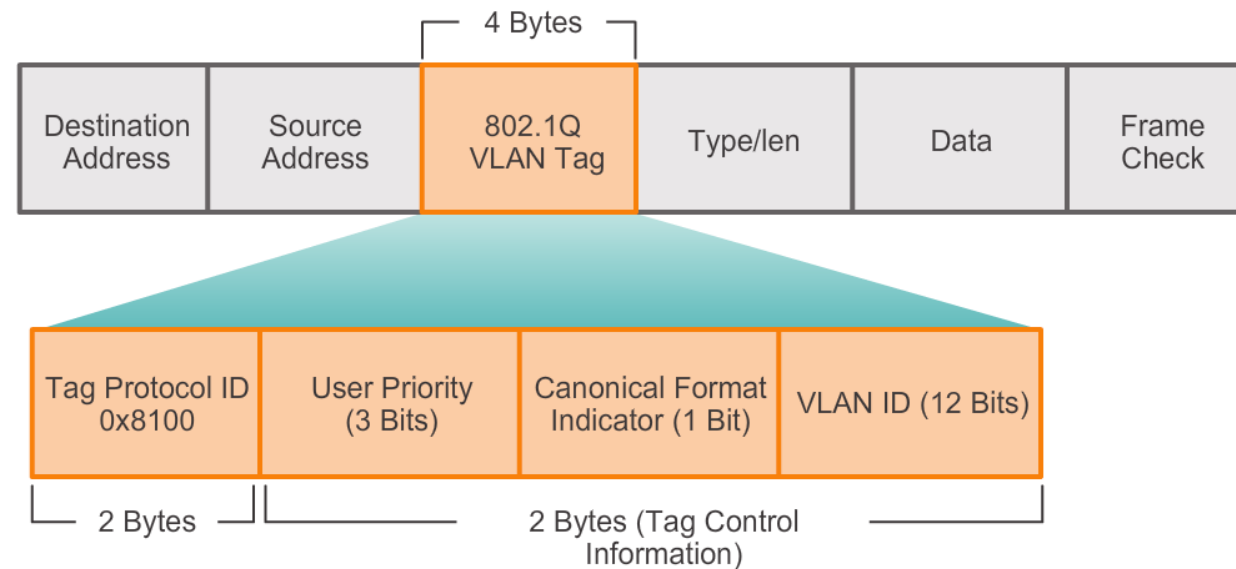 4 Bytes
Destination
Address
Source
Address
802.1Q
VLAN Tag
Type/len
Data
Frame
Check
Tag Protocol ID
0x8100
User Priority
(3 Bits)
Canonical Format
Indicator (1 Bit)
VLAN ID (12 Bits)
2 Bytes
2 Bytes (Tag Control
Information)